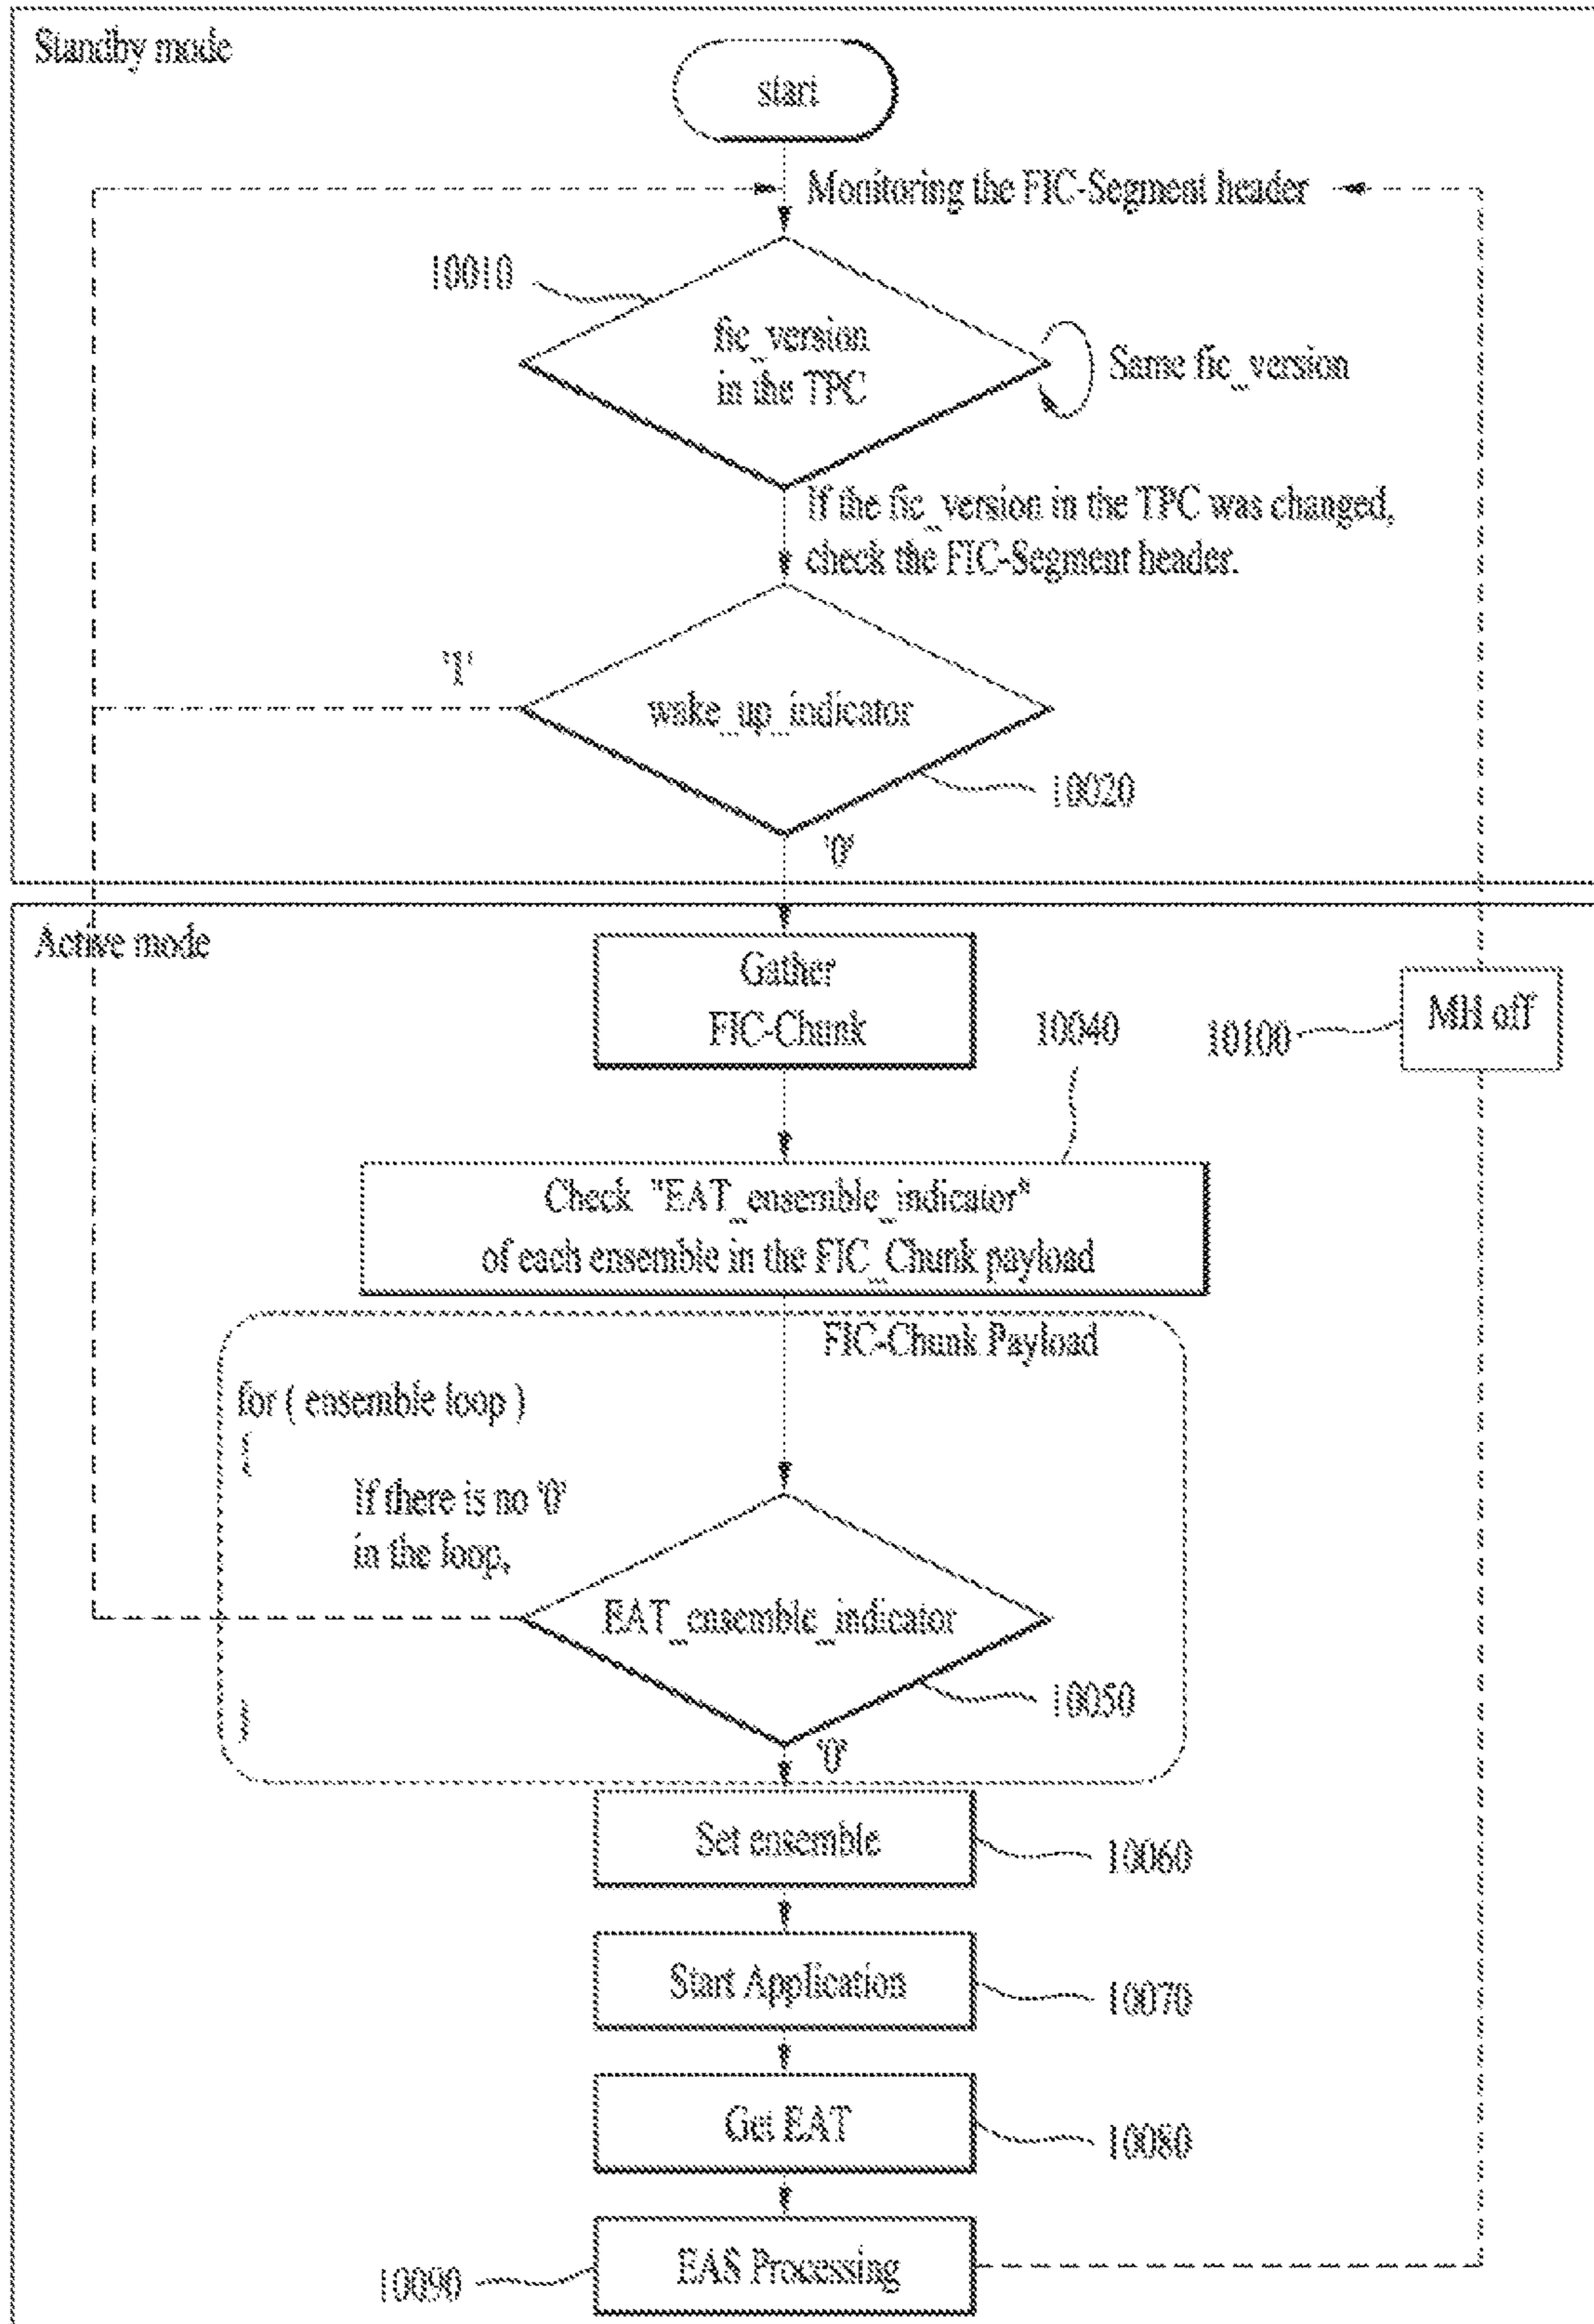 Standby mode
start
Monitoring the FIC-Segment header
10010
fic_version
in the TPC
Same fic_version
If the fic_version in the TPC was changed,
check the FIC-Segment header.
'1'
wake_up_indicator
10020
'0'
Active mode
Gather
FIC-Chunk
10040
10100
MH off
Check "EAT_ensemble_indicator"
of each ensemble in the FIC_Chunk payload
FIC-Chunk Payload
for ( ensemble loop )
{
If there is no '0'
in the loop,
EAT_ensemble_indicator
10050
}
'0'
Set ensemble
10060
Start Application
10070
Get EAT
10080
EAS Processing
10090